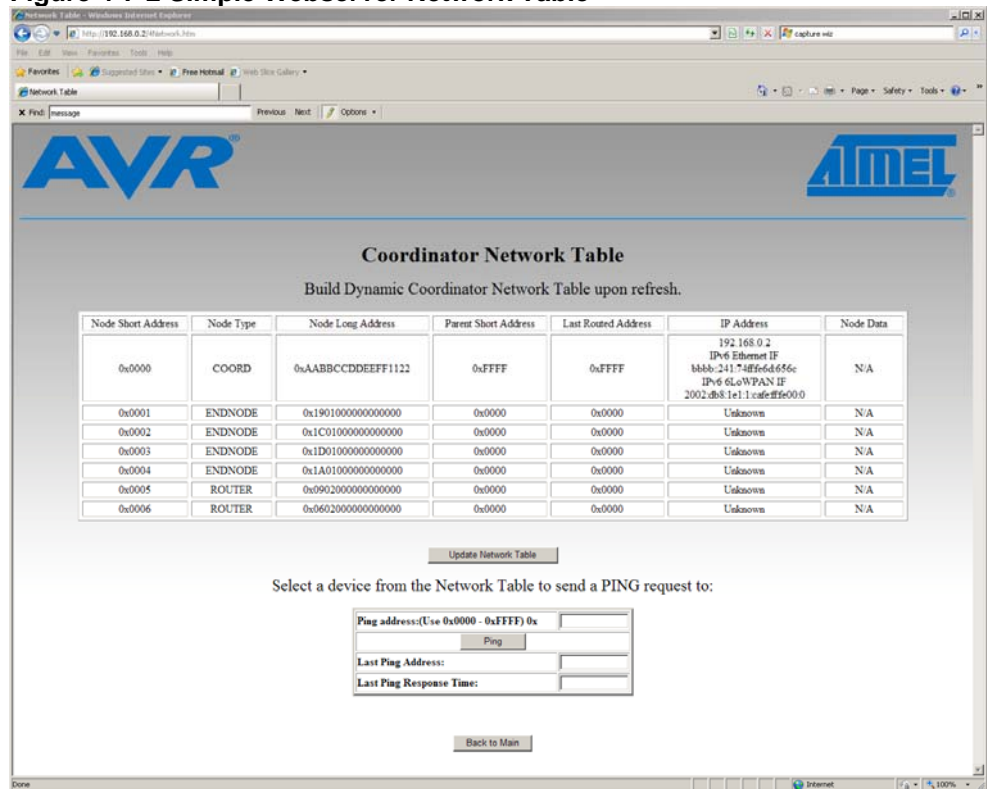 Figure 14-2 Simple Webserver Network Table
Network Table - Windows Internet Explorer
http://192.168.0.2/4Network.htm
capture wiz
File Edit View Favorites Tools Help
Favorites Suggested Sites Free Hotmail Web Slice Gallery
Network Table
Page Safety Tools
Find: message Previous Next Options
AVR®
ATMEL®
Coordinator Network Table
Build Dynamic Coordinator Network Table upon refresh.
Node Short Address Node Type Node Long Address Parent Short Address Last Routed Address IP Address Node Data
192.168.0.2
IPv6 Ethernet IF
0x0000 COORD 0xAABBCCDDEEFF1122 0xFFFF 0xFFFF bbbb::241:74fffe6d:656c N/A
IPv6 6LoWPAN IF
2002:db8:1e1:1:cafe:fffe00:0
0x0001 ENDNODE 0x1901000000000000 0x0000 0x0000 Unknown N/A
0x0002 ENDNODE 0x1C01000000000000 0x0000 0x0000 Unknown N/A
0x0003 ENDNODE 0x1D01000000000000 0x0000 0x0000 Unknown N/A
0x0004 ENDNODE 0x1A01000000000000 0x0000 0x0000 Unknown N/A
0x0005 ROUTER 0x0902000000000000 0x0000 0x0000 Unknown N/A
0x0006 ROUTER 0x0602000000000000 0x0000 0x0000 Unknown N/A
Update Network Table
Select a device from the Network Table to send a PING request to:
Ping address:(Use 0x0000 - 0xFFFF) 0x
Ping
Last Ping Address:
Last Ping Response Time:
Back to Main
Done Internet 100%